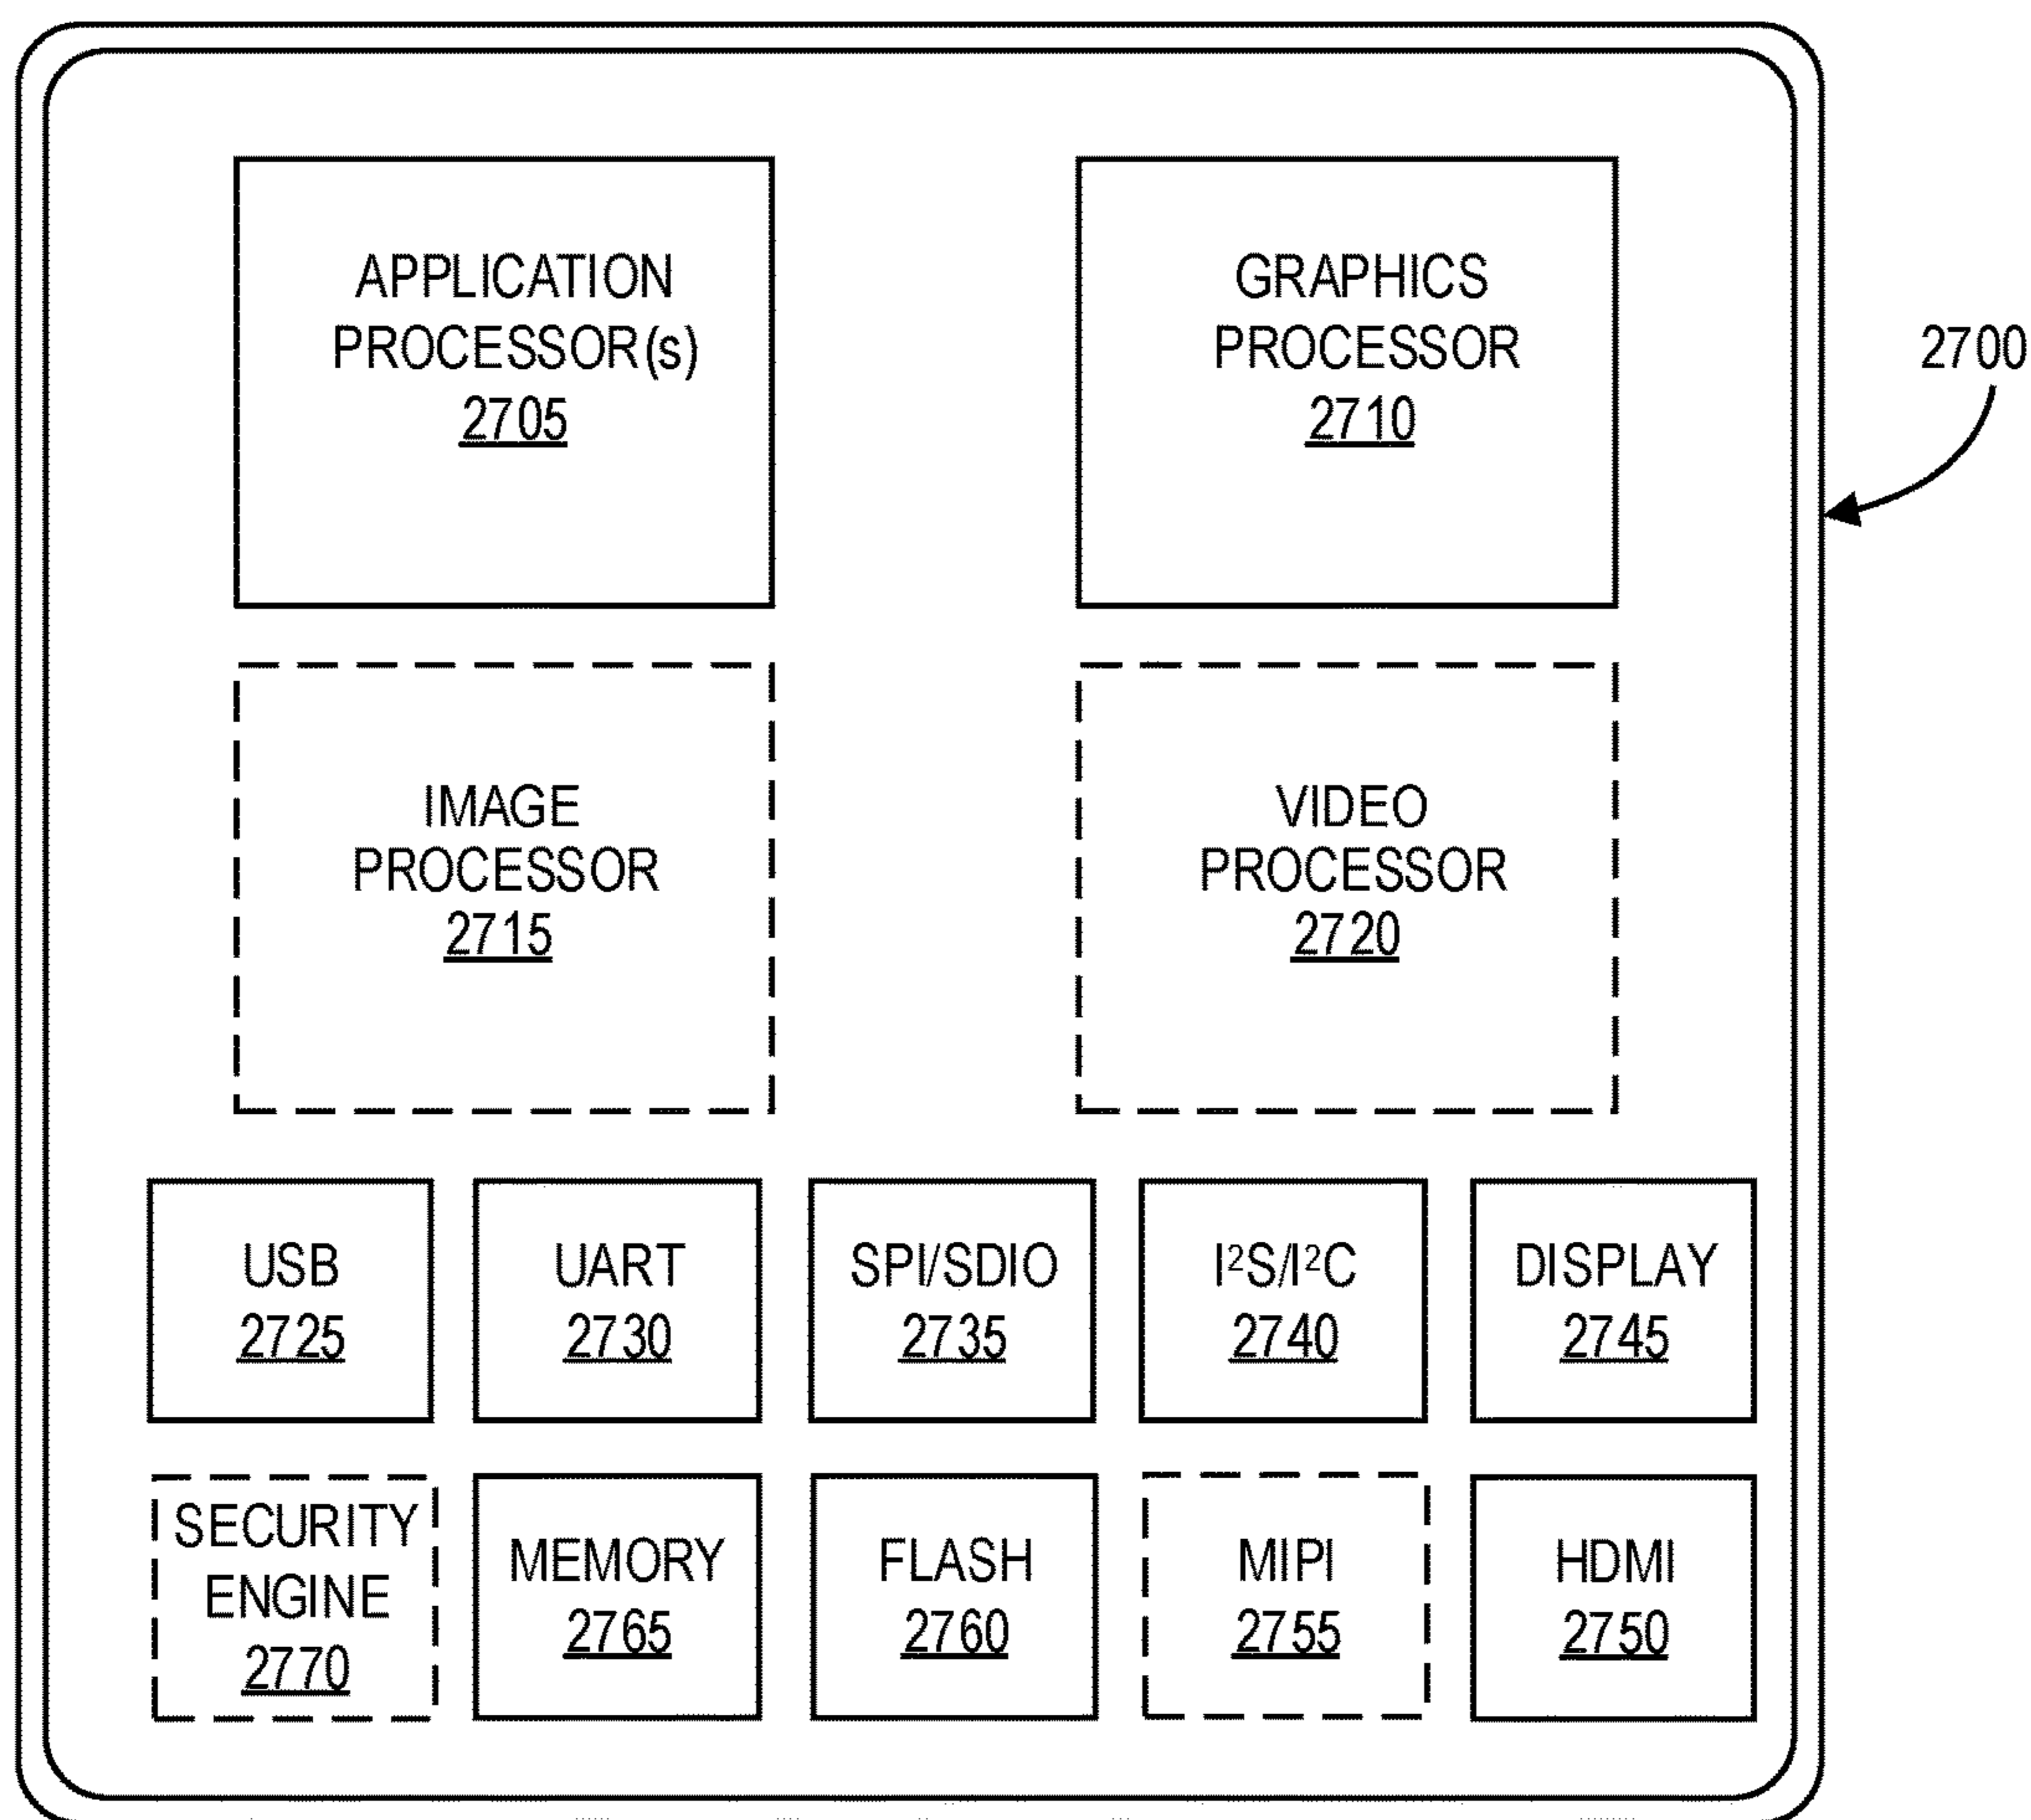 APPLICATION
PROCESSOR(s)
2705
GRAPHICS
PROCESSOR
2710
2700
IMAGE
PROCESSOR
2715
VIDEO
PROCESSOR
2720
USB
2725
UART
2730
SPI/SDIO
2735
I²S/I²C
2740
DISPLAY
2745
SECURITY
ENGINE
2770
MEMORY
2765
FLASH
2760
MIPI
2755
HDMI
2750